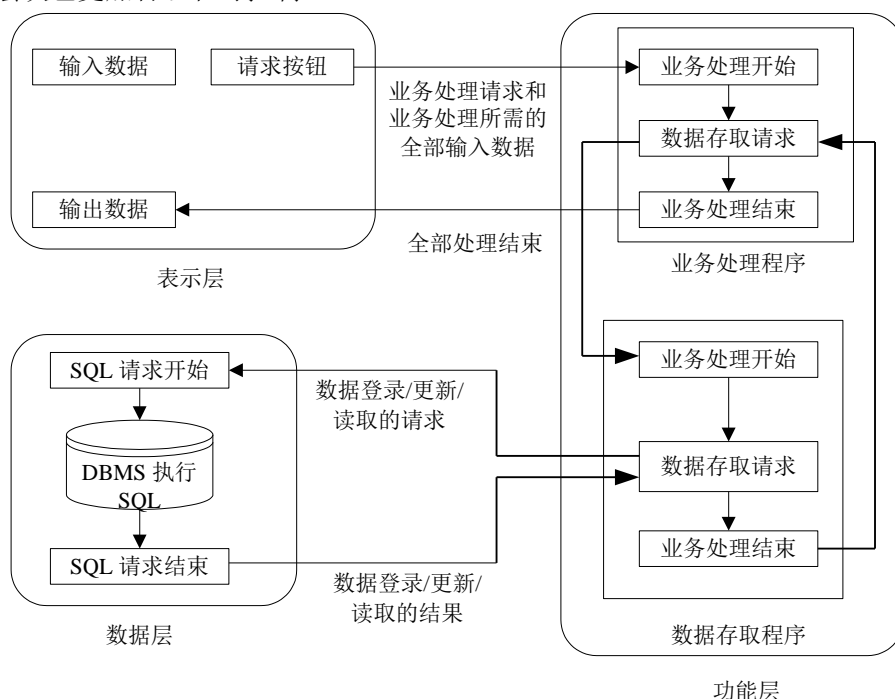 输入数据
请求按钮
业务处理请求和
业务处理所需的
全部输入数据
业务处理开始
数据存取请求
业务处理结束
业务处理程序
输出数据
全部处理结束
表示层
SQL 请求开始
DBMS 执行
SQL
SQL 请求结束
数据层
数据登录/更新/
读取的请求
数据登录/更新/
读取的结果
业务处理开始
数据存取请求
业务处理结束
数据存取程序
功能层